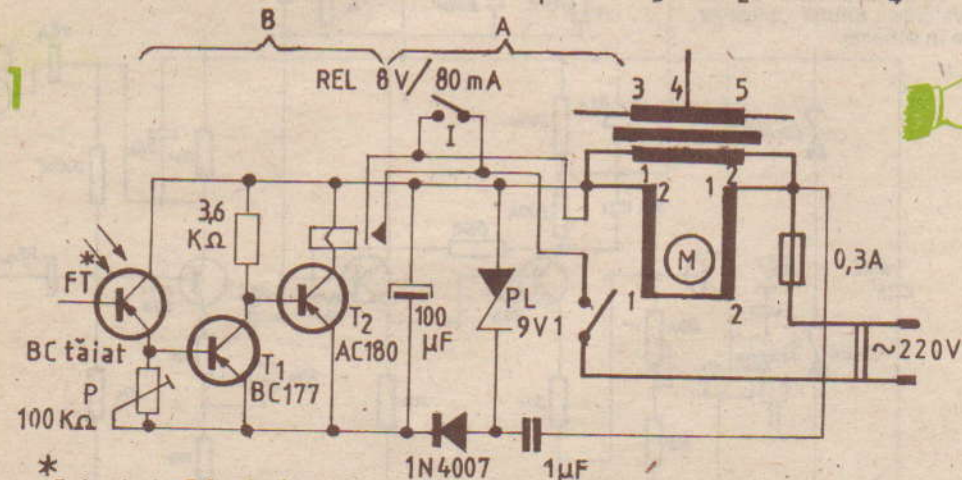 B
A
REL 8V/80mA
I
3 4 5
1 2
2 1
3,6
KΩ
M
0,3A
*
FT
PL
9V1
1
2
T2
AC180
100
µF
~220V
BC tăiat
T1
BC177
P
100KΩ
1N4007
1µF
*
1